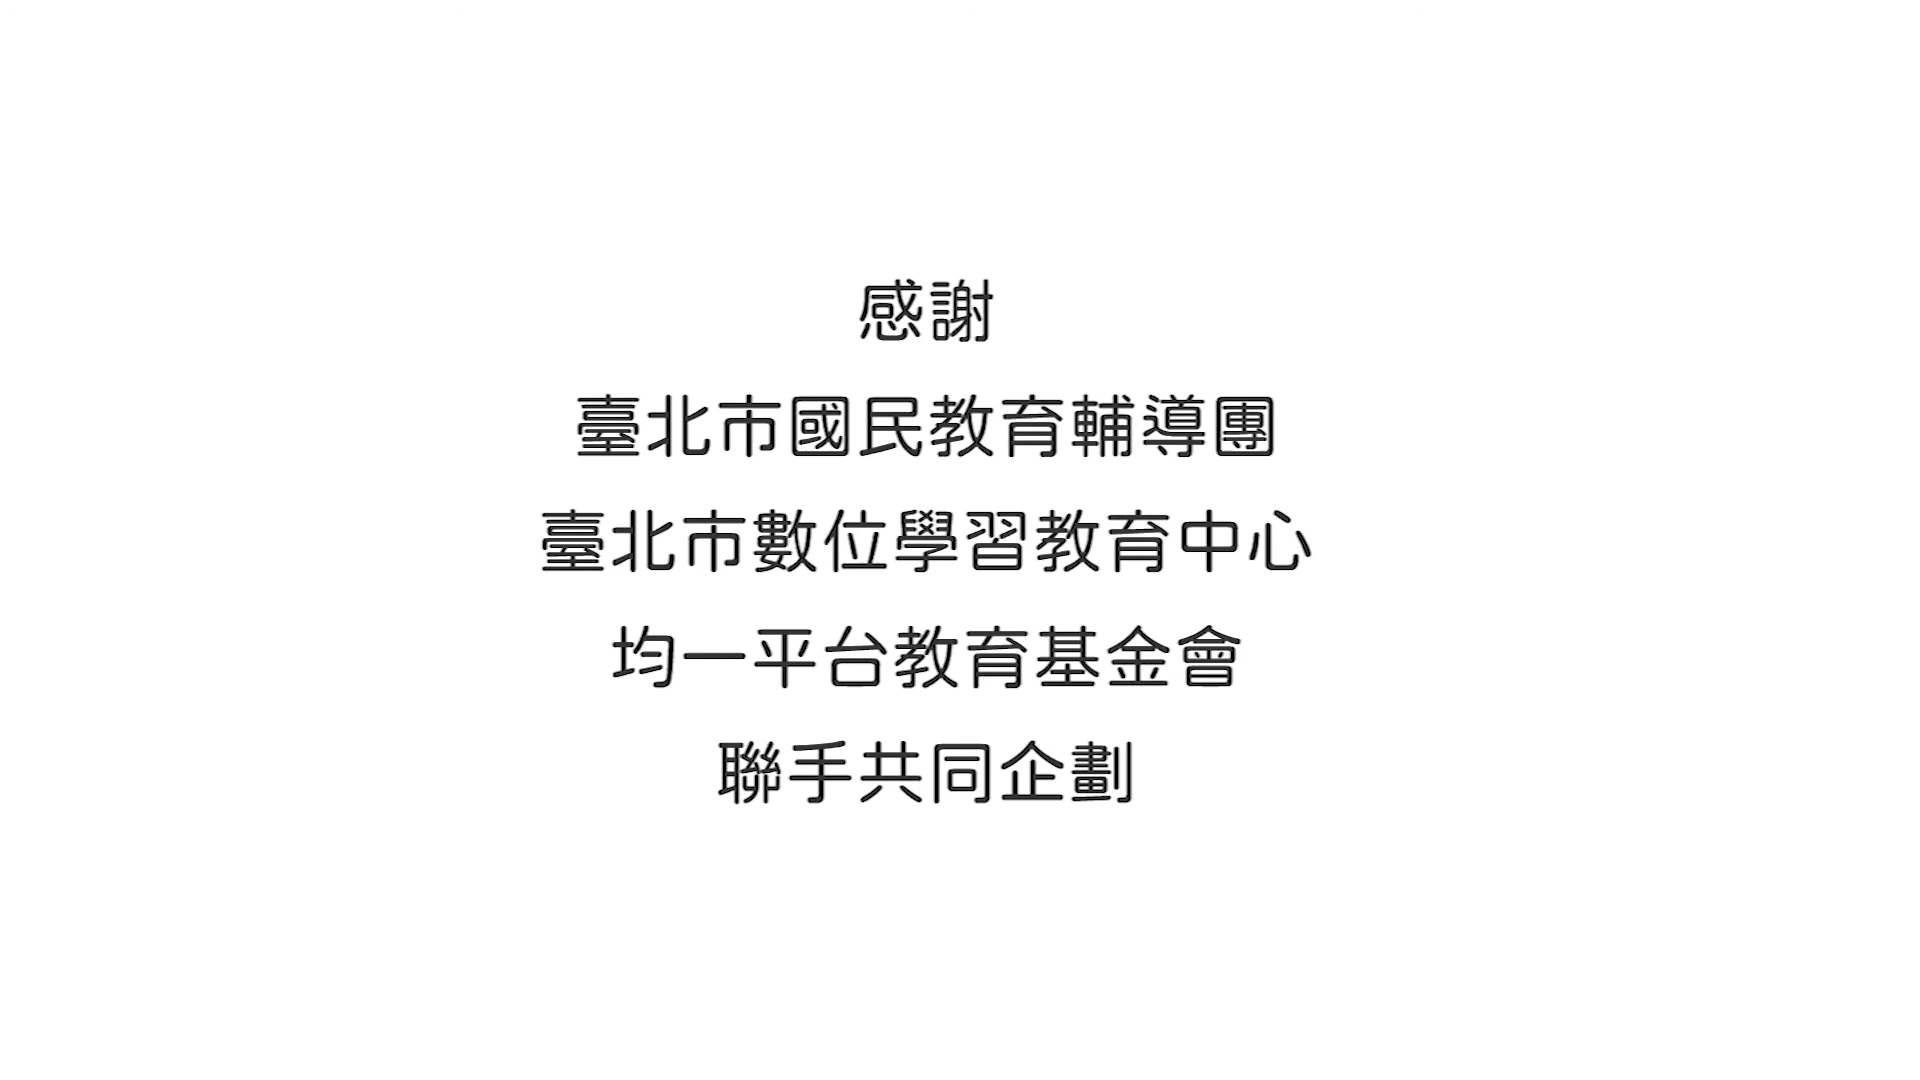 感謝
臺北市國民教育輔導團
臺北市數位學習教育中心
均一平台教育基金會
聯手共同企劃